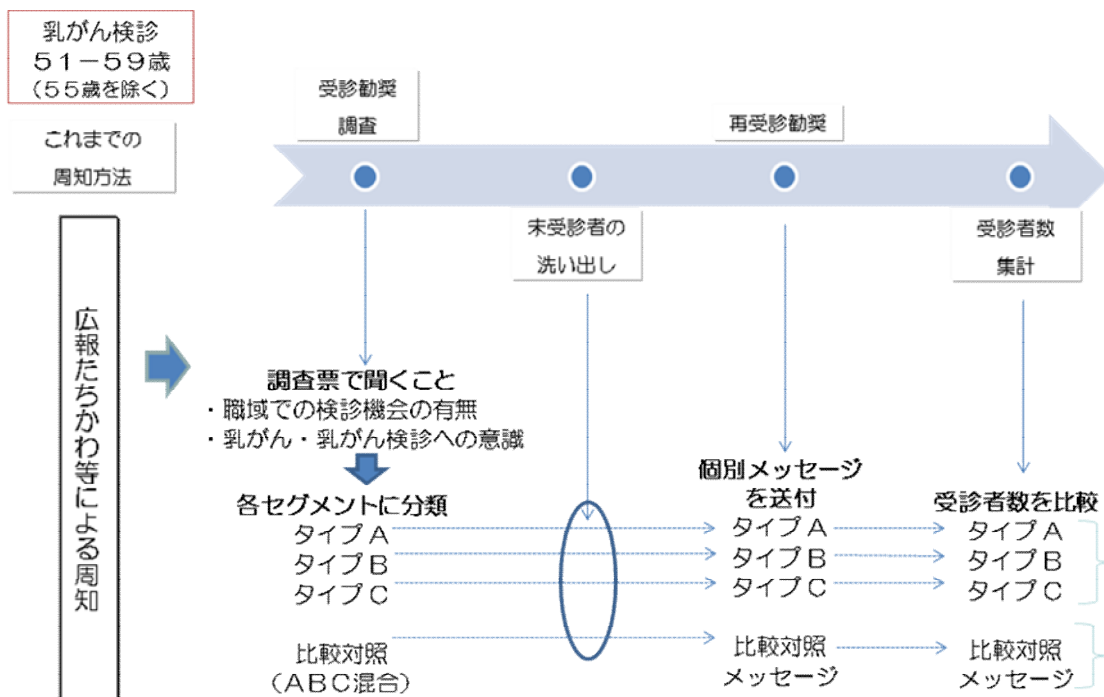 乳がん検診
51−59歳
(55歳を除く)
これまでの
周知方法
広報たちかわ等による周知
受診勧奨
調査
未受診者の
洗い出し
再受診勧奨
受診者数
集計
調査票で聞くこと
・職域での検診機会の有無
・乳がん・乳がん検診への意識
各セグメントに分類
タイプA
タイプB
タイプC
比較対照
(ABC混合)
個別メッセージ
を送付
タイプA
タイプB
タイプC
比較対照
メッセージ
受診者数を比較
タイプA
タイプB
タイプC
比較対照
メッセージ